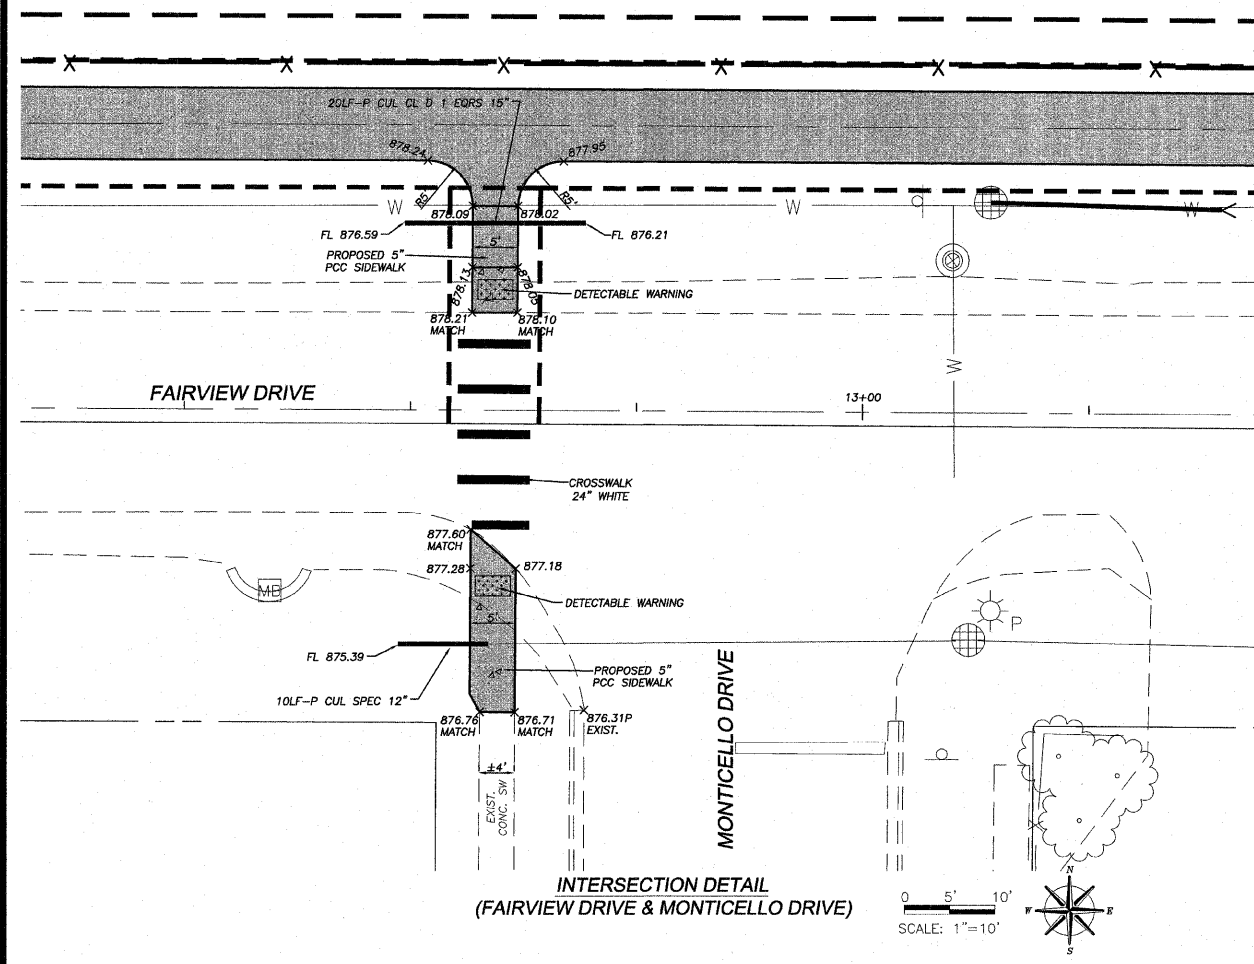 20LF-P CUL CL D 1 EQRS 15"
878.24
877.95
R5'
R5'
W
W
W
878.09
878.02
FL 876.59
FL 876.21
5'
PROPOSED 5"
PCC SIDEWALK
878.13
878.05
DETECTABLE WARNING
878.21
MATCH
878.10
MATCH
W
FAIRVIEW DRIVE
13+00
CROSSWALK
24" WHITE
877.60
MATCH
877.28
877.18
MB
DETECTABLE WARNING
5'
P
FL 875.39
PROPOSED 5"
PCC SIDEWALK
10LF-P CUL SPEC 12"
MONTICELLO DRIVE
876.76
MATCH
876.71
MATCH
876.31P
EXIST.
±4'
EXIST.
CONC. SW
INTERSECTION DETAIL
(FAIRVIEW DRIVE & MONTICELLO DRIVE)
0 5' 10'
SCALE: 1"=10'
N
W E
S